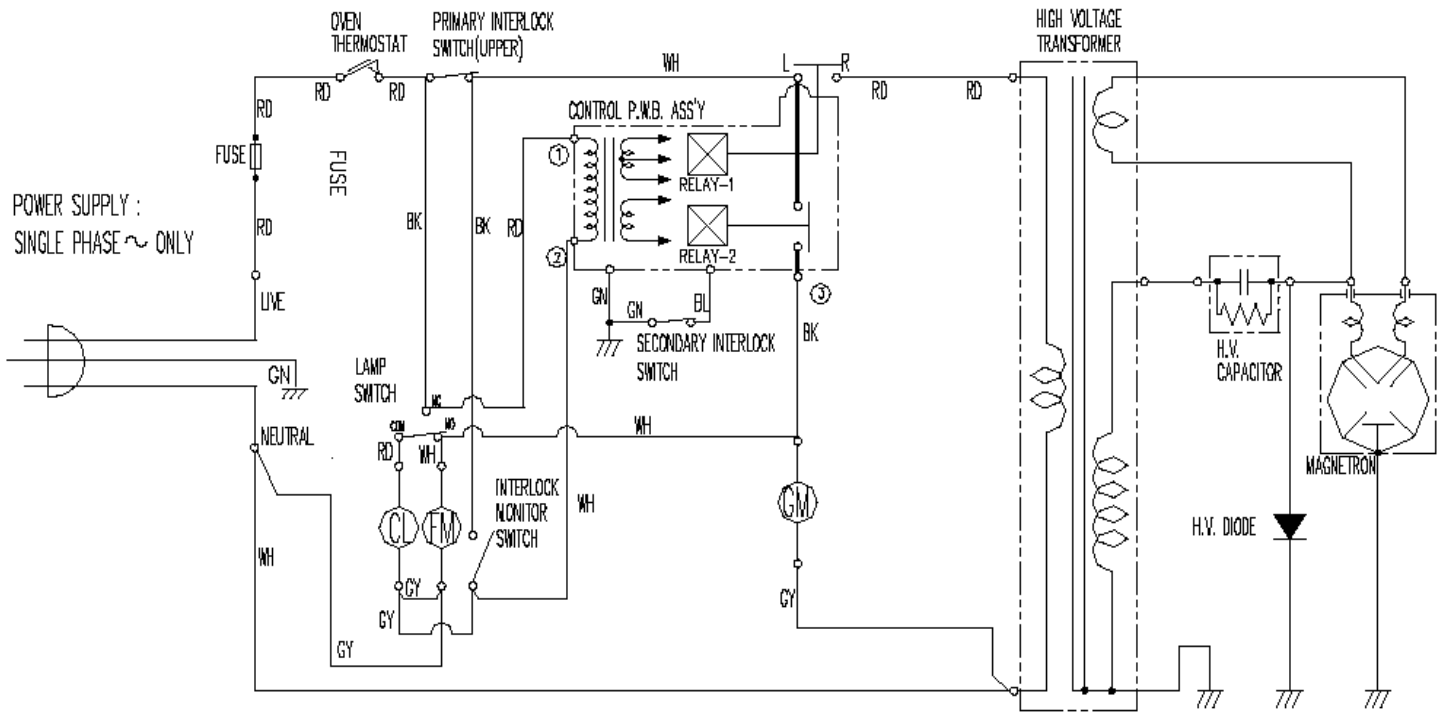 OVEN
THERMOSTAT
PRIMARY INTERLOCK
SWITCH(UPPER)
HIGH VOLTAGE
TRANSFORMER
WH
L
R
RD
RD
RD
RD
RD
CONTROL P.W.B. ASS'Y
FUSE
FUSE
1
RELAY-1
POWER SUPPLY :
SINGLE PHASE ~ ONLY
RD
BK
BK
RD
2
RELAY-2
LIVE
GN
GN
BL
3
SECONDARY INTERLOCK
SWITCH
BK
H.V.
CAPACITOR
GN
LAMP
SWITCH
NC
COM
NO
NEUTRAL
RD
WH
WH
MAGNETRON
INTERLOCK
MONITOR
SWITCH
WH
CL
FM
GM
H.V. DIODE
WH
GY
GY
GY
GY